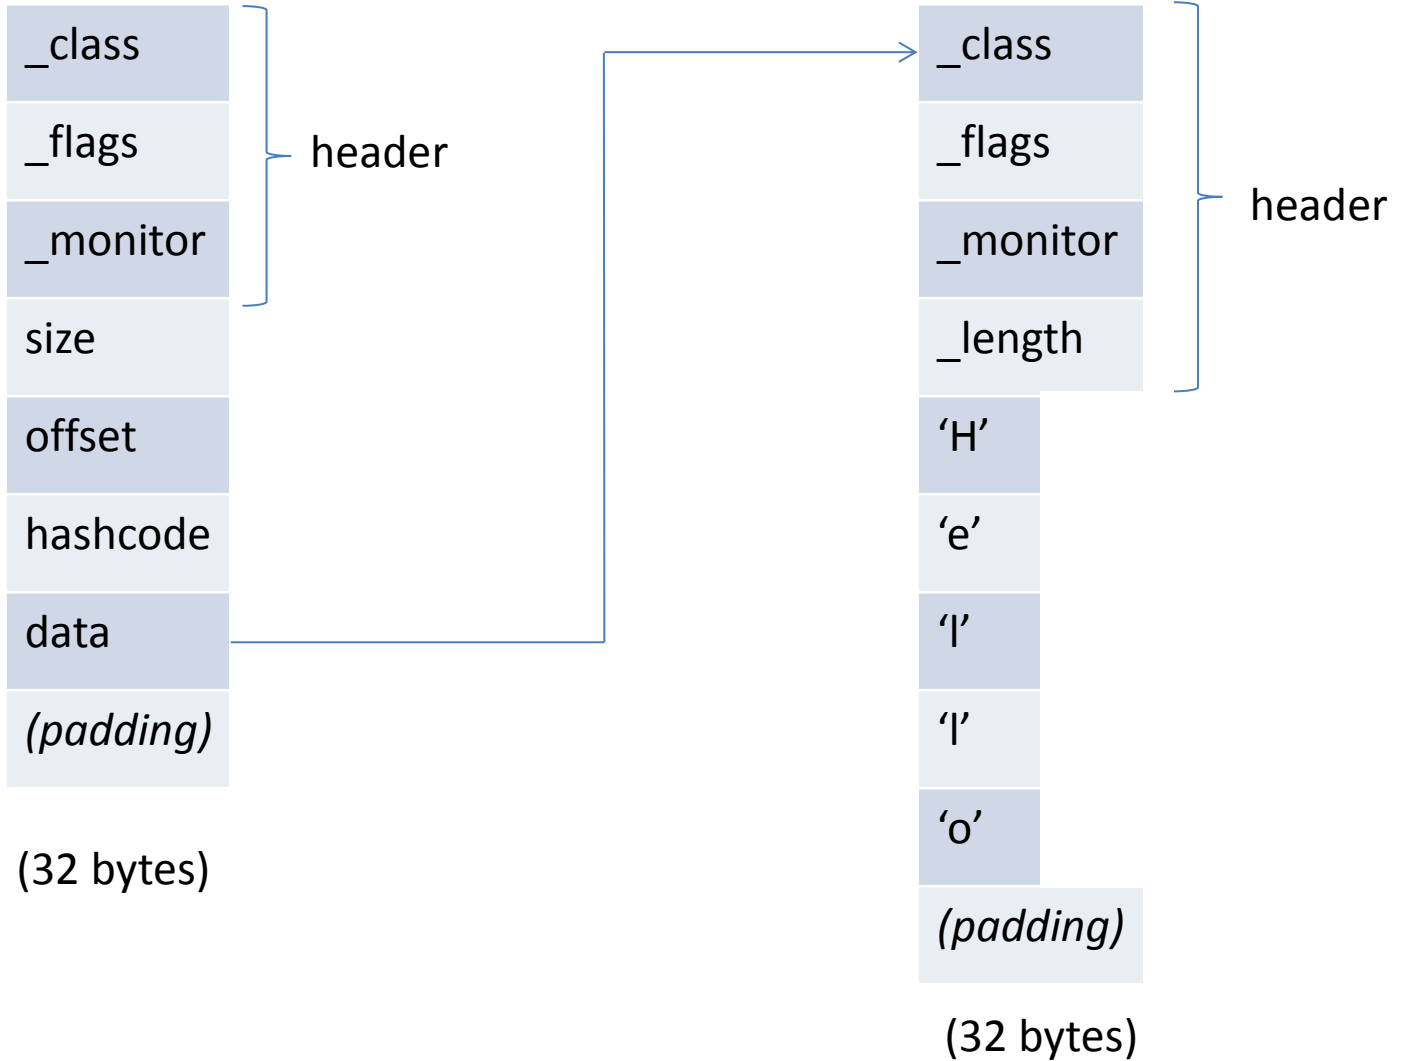 _class
_flags
_monitor
size
offset
hashcode
data
(padding)
(32 bytes)
header
_class
_flags
_monitor
_length
‘H’
‘e’
‘l’
‘l’
‘o’
(padding)
(32 bytes)
header